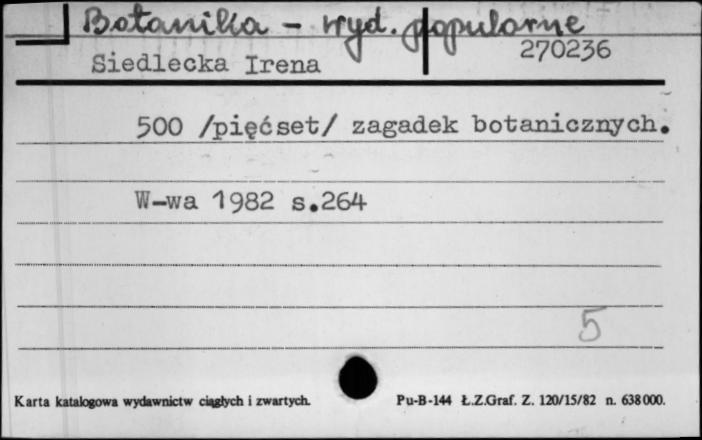 Botanika - wyd. popularne
Siedlecka Irena 270236
500 /pięćset/ zagadek botanicznych.
W-wa 1982 s.264
5
Karta katalogowa wydawnictw ciągłych i zwartych. Pu-B-144 Ł.Z.Graf. Z. 120/15/82 n. 638000.